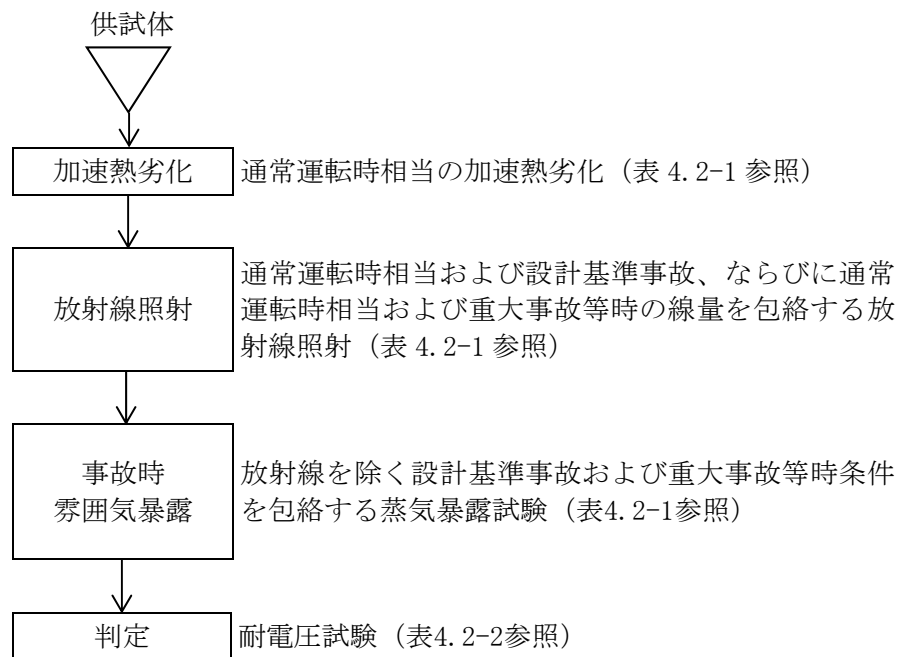 供試体
加速熱劣化
通常運転時相当の加速熱劣化（表 4.2-1 参照）
放射線照射
通常運転時相当および設計基準事故、ならびに通常
運転時相当および重大事故等時の線量を包絡する放
射線照射（表 4.2-1 参照）
事故時
雰囲気暴露
放射線を除く設計基準事故および重大事故等時条件
を包絡する蒸気暴露試験（表4.2-1参照）
判定
耐電圧試験（表4.2-2参照）